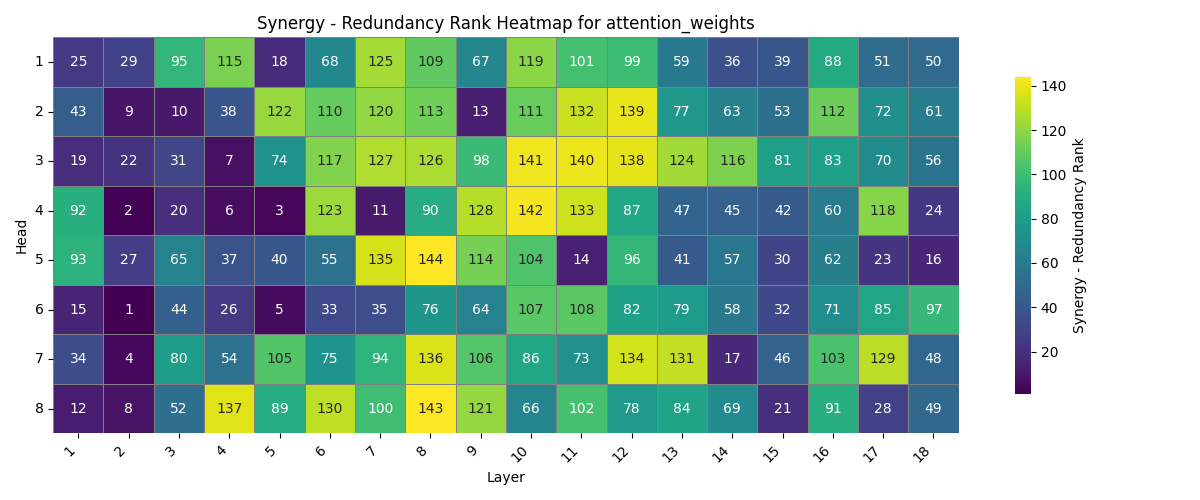 Synergy - Redundancy Rank Heatmap for attention_weights
1 25 29 95 115 18 68 125 109 67 119 101 99 59 36 39 88 51 50
2 43 9 10 38 122 110 120 113 13 111 132 139 77 63 53 112 72 61
3 19 22 31 7 74 117 127 126 98 141 140 138 124 116 81 83 70 56
4 92 2 20 6 3 123 11 90 128 142 133 87 47 45 42 60 118 24
5 93 27 65 37 40 55 135 144 114 104 14 96 41 57 30 62 23 16
6 15 1 44 26 5 33 35 76 64 107 108 82 79 58 32 71 85 97
7 34 4 80 54 105 75 94 136 106 86 73 134 131 17 46 103 129 48
8 12 8 52 137 89 130 100 143 121 66 102 78 84 69 21 91 28 49
1 2 3 4 5 6 7 8 9 10 11 12 13 14 15 16 17 18
Layer
Head
140
120
100
80
60
40
20
Synergy - Redundancy Rank